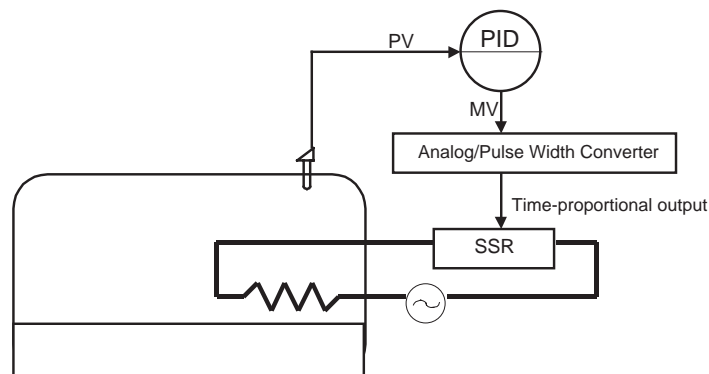 PV
PID
MV
Analog/Pulse Width Converter
Time-proportional output
SSR